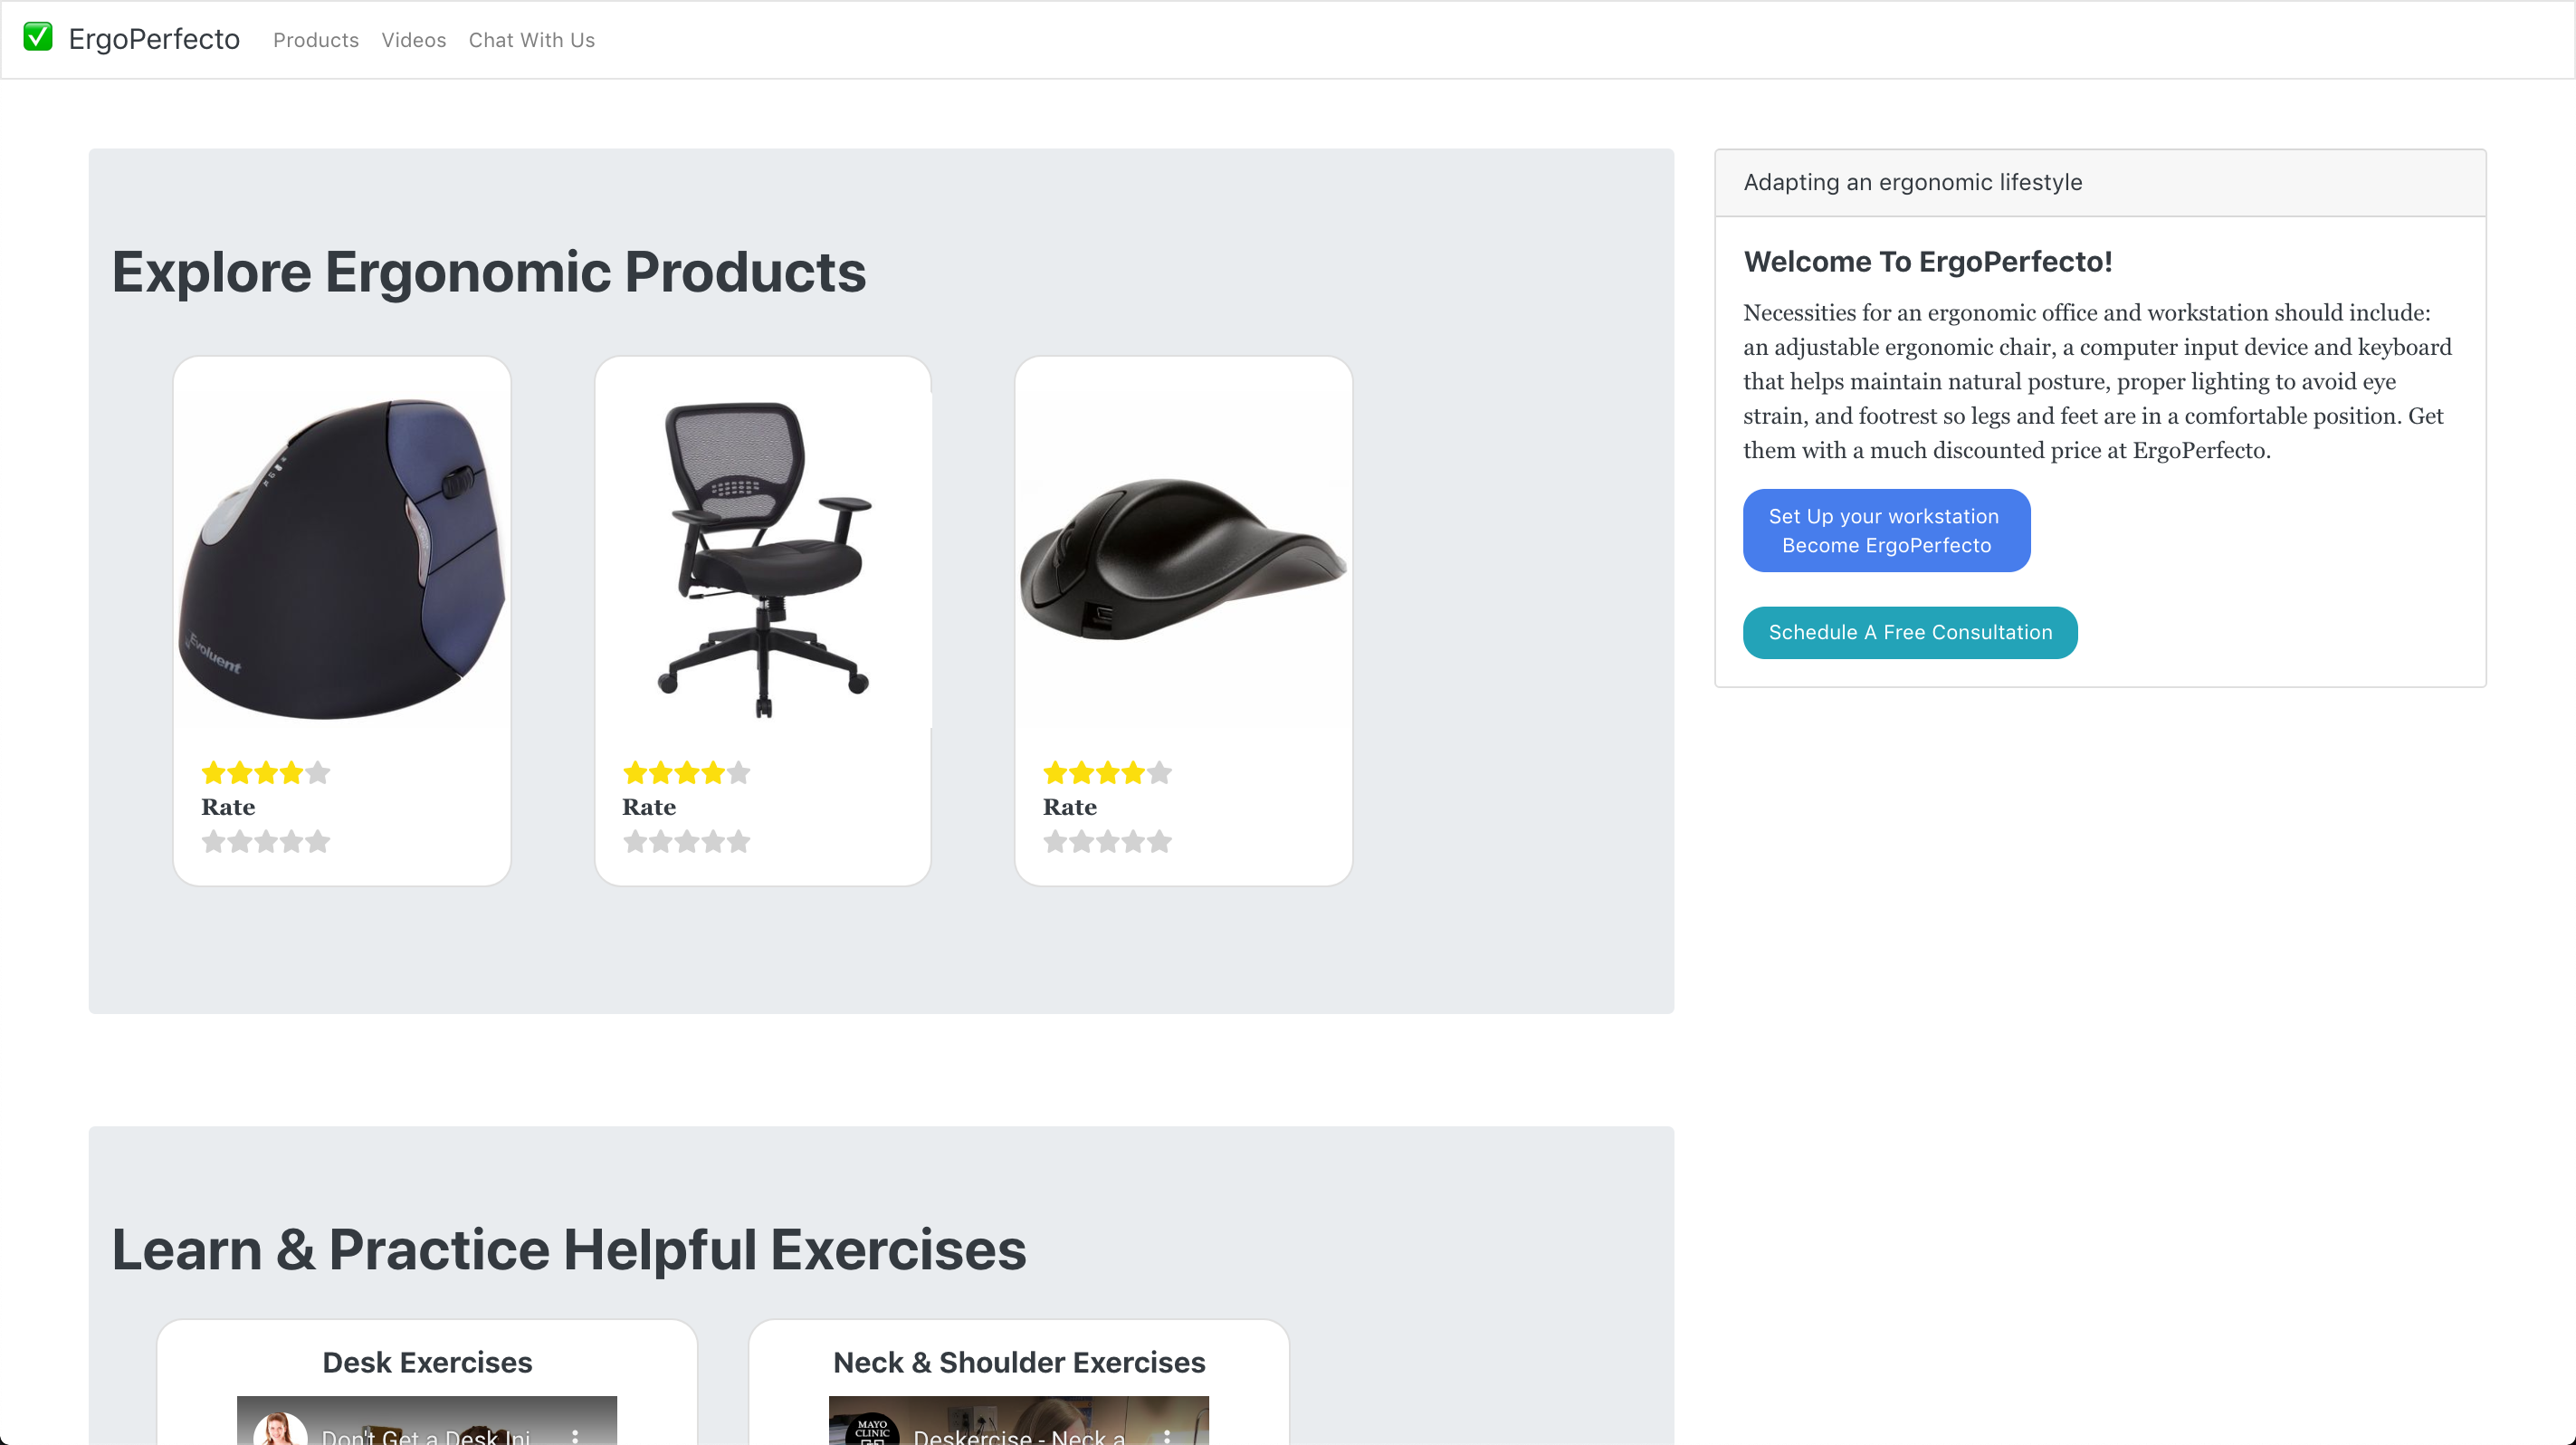 ErgoPerfecto Products Videos Chat With Us
Explore Ergonomic Products
Evoluent
Rate
Rate
Rate
Adapting an ergonomic lifestyle
Welcome To ErgoPerfecto!
Necessities for an ergonomic office and workstation should include:
an adjustable ergonomic chair, a computer input device and keyboard
that helps maintain natural posture, proper lighting to avoid eye
strain, and footrest so legs and feet are in a comfortable position. Get
them with a much discounted price at ErgoPerfecto.
Set Up your workstation
Become ErgoPerfecto
Schedule A Free Consultation
Learn & Practice Helpful Exercises
Desk Exercises
Don't Get a Desk Inj
Neck & Shoulder Exercises
MAYO
CLINIC
Deskercise - Neck a